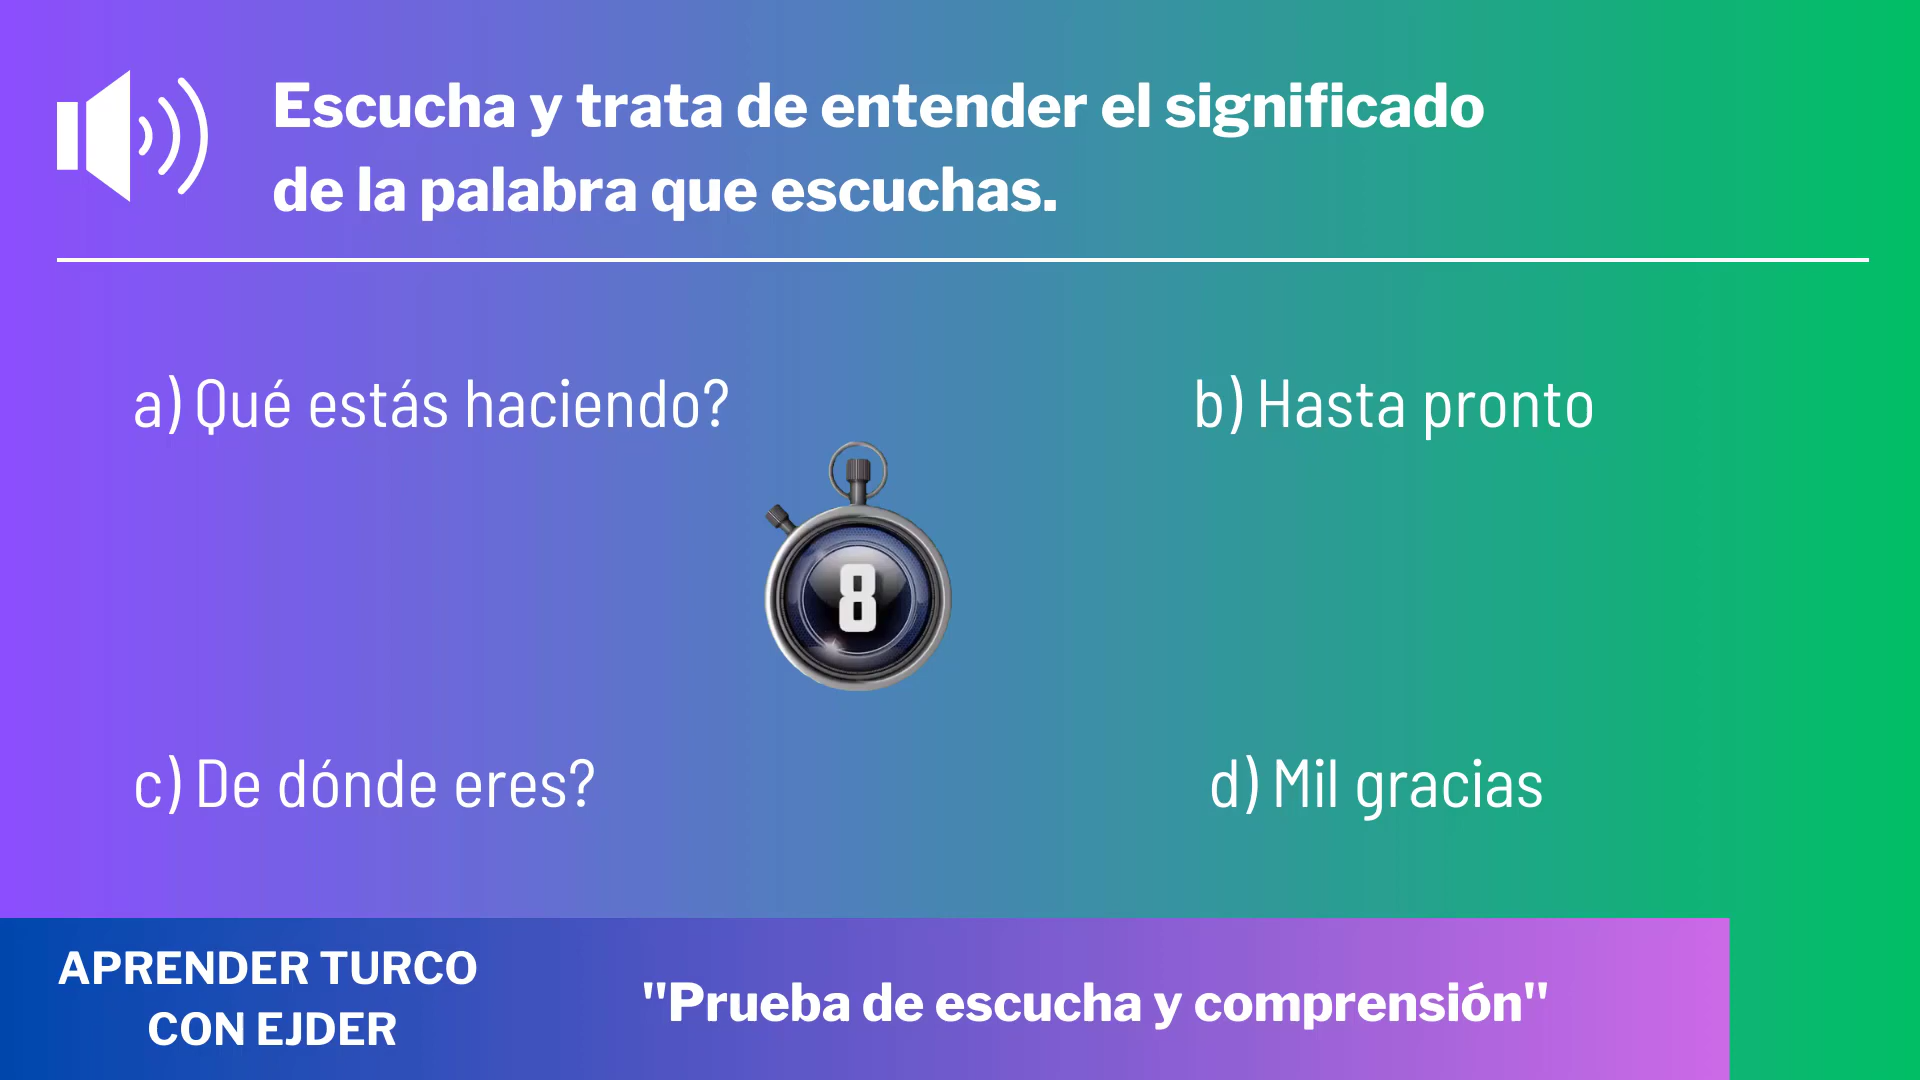 Escucha y trata de entender el significado
de la palabra que escuchas.
a) Qué estás haciendo?
b) Hasta pronto
8
c) De dónde eres?
d) Mil gracias
APRENDER TURCO
CON EJDER
"Prueba de escucha y comprensión"